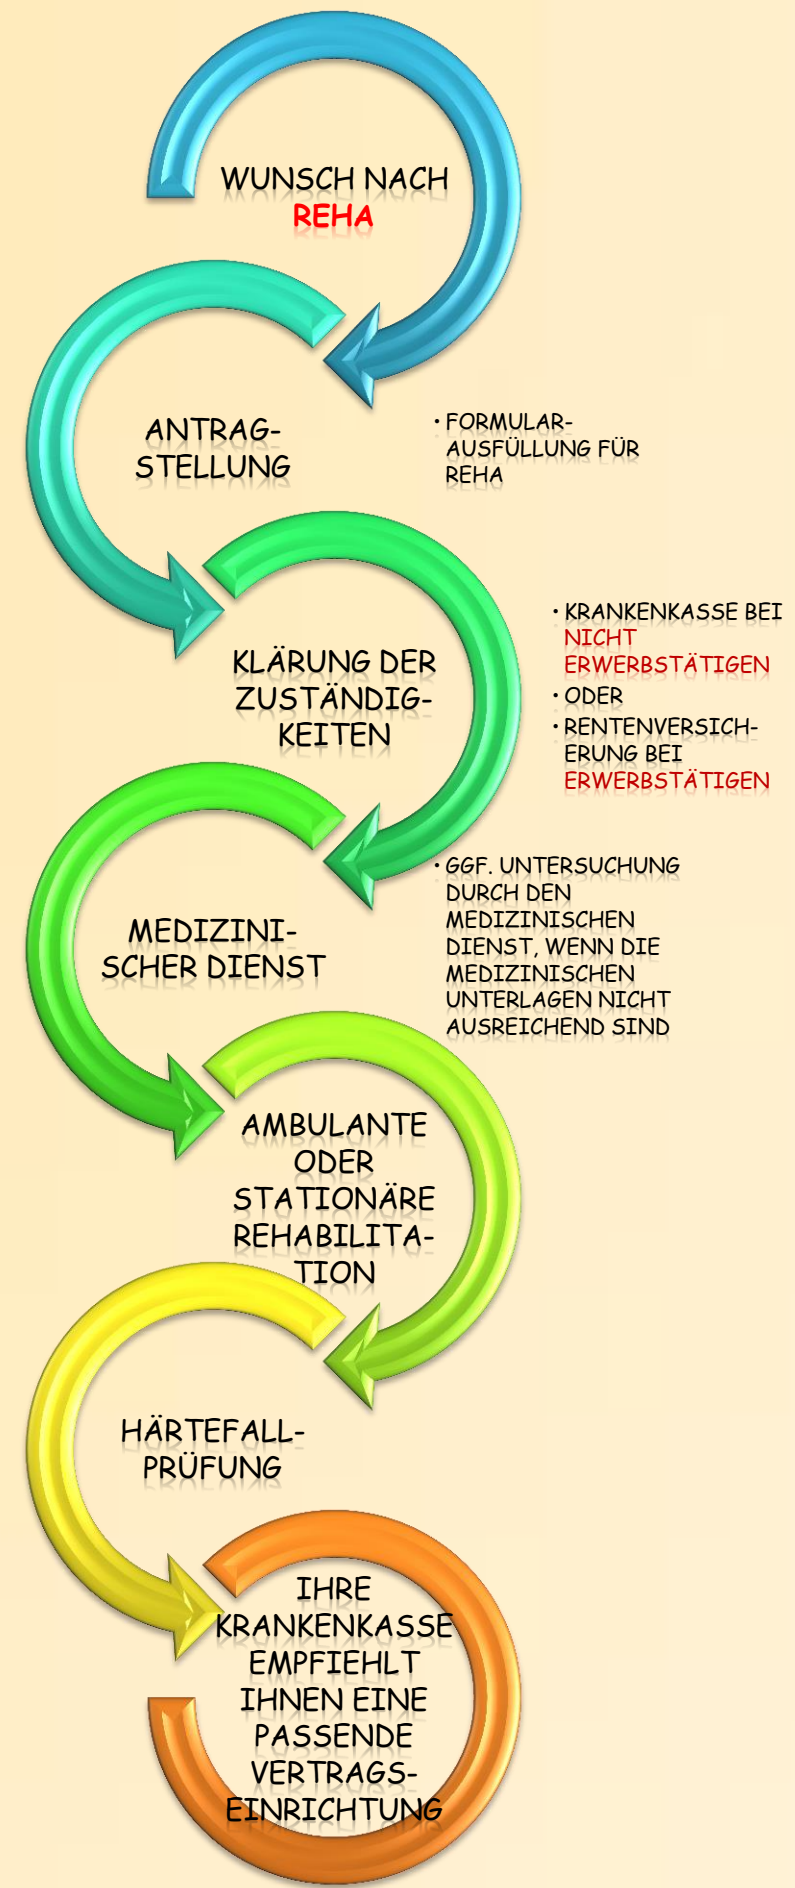 WUNSCH NACH
REHA
ANTRAG-
STELLUNG
• FORMULAR-
AUSFÜLLUNG FÜR
REHA
KLÄRUNG DER
ZUSTÄNDIG-
KEITEN
• KRANKENKASSE BEI
NICHT
ERWERBSTÄTIGEN
• ODER
• RENTENVERSICH-
ERUNG BEI
ERWERBSTÄTIGEN
MEDIZINI-
SCHER DIENST
• GGF. UNTERSUCHUNG
DURCH DEN
MEDIZINISCHEN
DIENST, WENN DIE
MEDIZINISCHEN
UNTERLAGEN NICHT
AUSREICHEND SIND
AMBULANTE
ODER
STATIONÄRE
REHABILITA-
TION
HÄRTEFALL-
PRÜFUNG
IHRE
KRANKENKASSE
EMPFIEHLT
IHNEN EINE
PASSENDE
VERTRAGS-
EINRICHTUNG